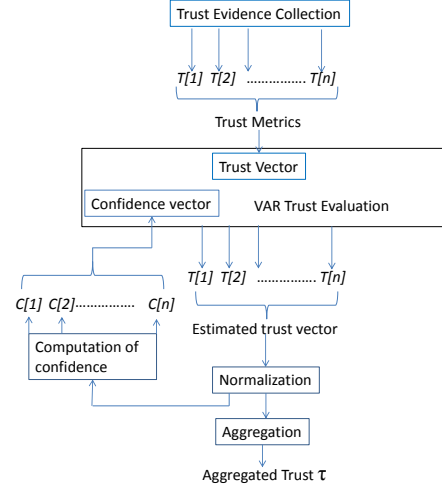 Trust Evidence Collection
T[1] T[2] ................ T[n]
Trust Metrics
Trust Vector
Confidence vector
VAR Trust Evaluation
T[1] T[2] ................ T[n]
C[1] C[2]................ C[n]
Estimated trust vector
Computation of
confidence
Normalization
Aggregation
Aggregated Trust τ